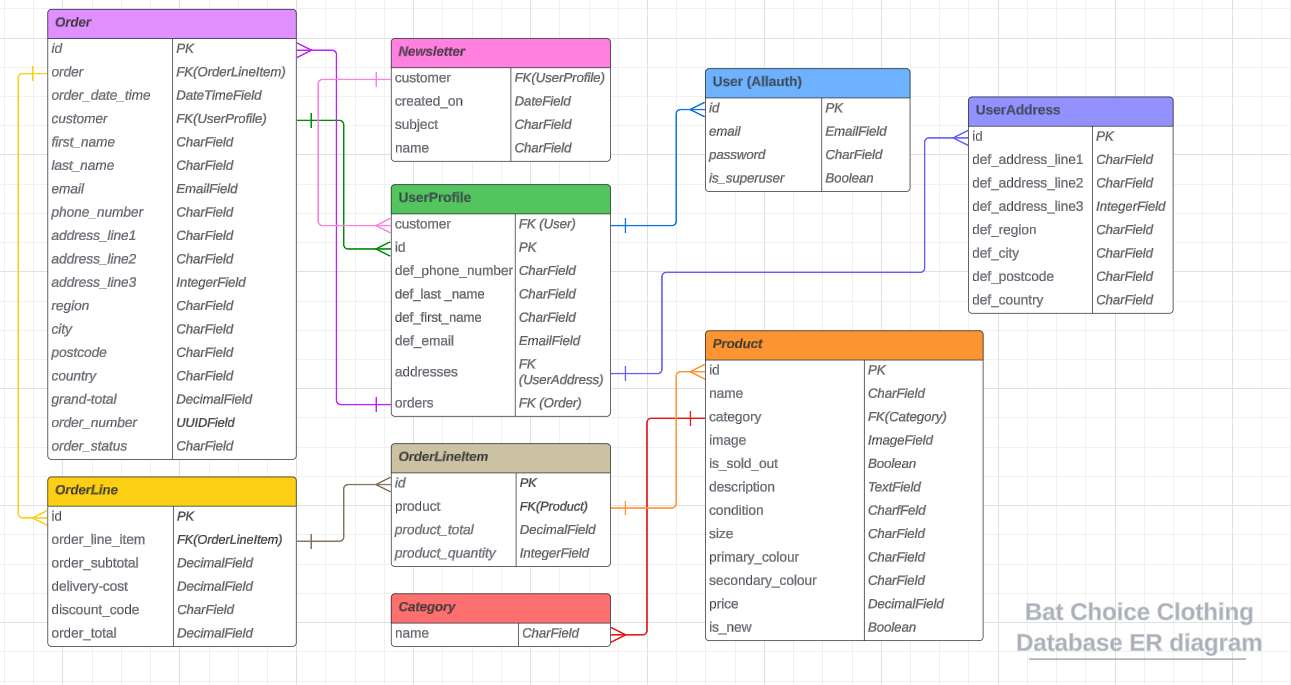 Order
id PK
order FK(OrderLineItem)
order_date_time DateTimeField
customer FK(UserProfile)
first_name CharField
last_name CharField
email EmailField
phone_number CharField
address_line1 CharField
address_line2 CharField
address_line3 IntegerField
region CharField
city CharField
postcode CharField
country CharField
grand-total DecimalField
order_number UUIDField
order_status CharField
OrderLine
id PK
order_line_item FK(OrderLineItem)
order_subtotal DecimalField
delivery-cost DecimalField
discount_code CharField
order_total DecimalField
Newsletter
customer FK(UserProfile)
created_on DateField
subject CharField
name CharField
UserProfile
customer FK (User)
id PK
def_phone_number CharField
def_last _name CharField
def_first_name CharField
def_email EmailField
addresses FK
(UserAddress)
orders FK (Order)
OrderLineItem
id PK
product FK(Product)
product_total DecimalField
product_quantity IntegerField
Category
name CharField
User (Allauth)
id PK
email EmailField
password CharField
is_superuser Boolean
UserAddress
id PK
def_address_line1 CharField
def_address_line2 CharField
def_address_line3 IntegerField
def_region CharField
def_city CharField
def_postcode CharField
def_country CharField
Product
id PK
name CharField
category FK(Category)
image ImageField
is_sold_out Boolean
description TextField
condition CharfFeld
size CharField
primary_colour CharField
secondary_colour CharField
price DecimalField
is_new Boolean
Bat Choice Clothing
Database ER diagram